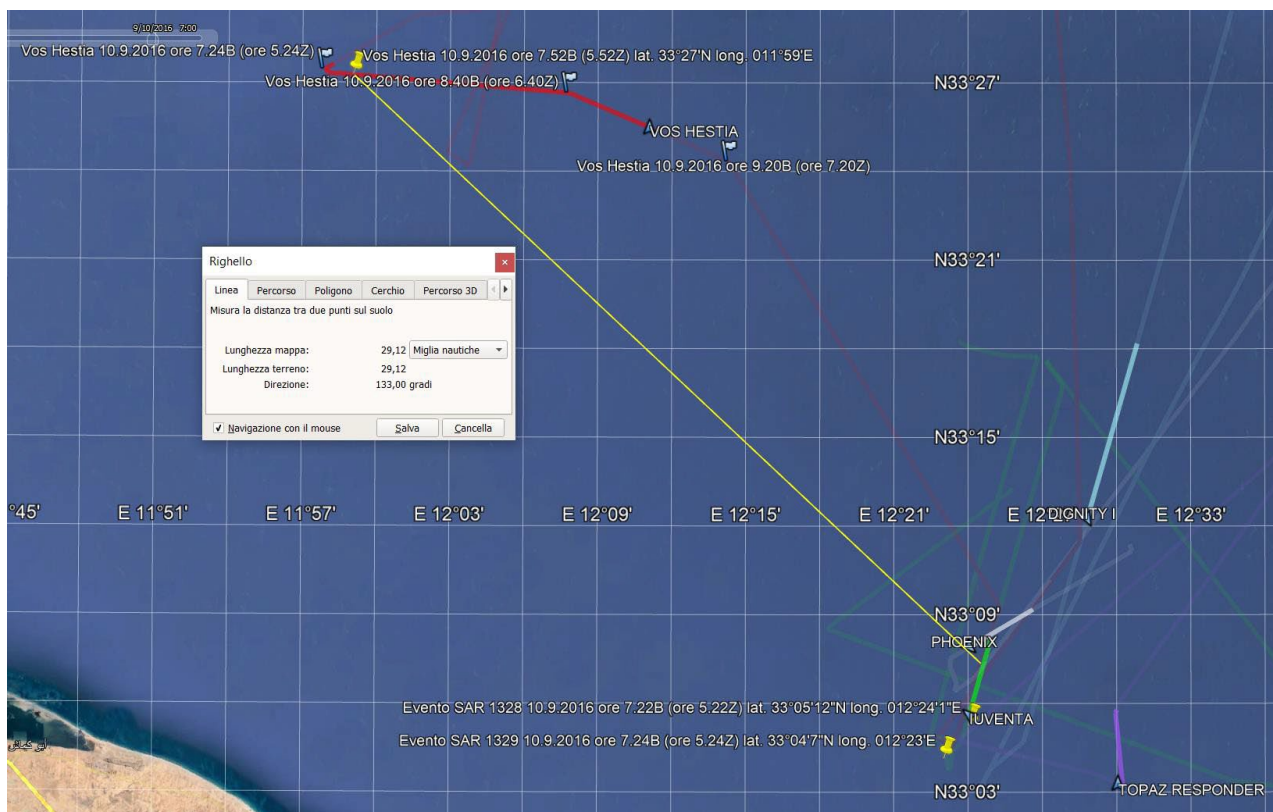 9/10/2016 7:00
Vos Hestia 10.9.2016 ore 7.24B (ore 5.24Z)
Vos Hestia 10.9.2016 ore 7.52B (5.52Z) lat. 33°27'N long. 011°59'E
Vos Hestia 10.9.2016 ore 8.40B (ore 6.40Z)
N33°27'
VOS HESTIA
Vos Hestia 10.9.2016 ore 9.20B (ore 7.20Z)
Righello
Linea Percorso Poligono Cerchio Percorso 3D
Misura la distanza tra due punti sul suolo
Lunghezza mappa: 29,12 Miglia nautiche
Lunghezza terreno: 29,12
Direzione: 133,00 gradi
Navigazione con il mouse Salva Cancella
N33°21'
N33°15'
°45' E 11°51' E 11°57' E 12°03' E 12°09' E 12°15' E 12°21' E 12°2 DIGNITY I E 12°33'
N33°09'
PHOENIX
Evento SAR 1328 10.9.2016 ore 7.22B (ore 5.22Z) lat. 33°05'12"N long. 012°24'1"E
IUVENTA
Evento SAR 1329 10.9.2016 ore 7.24B (ore 5.24Z) lat. 33°04'7"N long. 012°23'E
N33°03'
TOPAZ RESPONDER